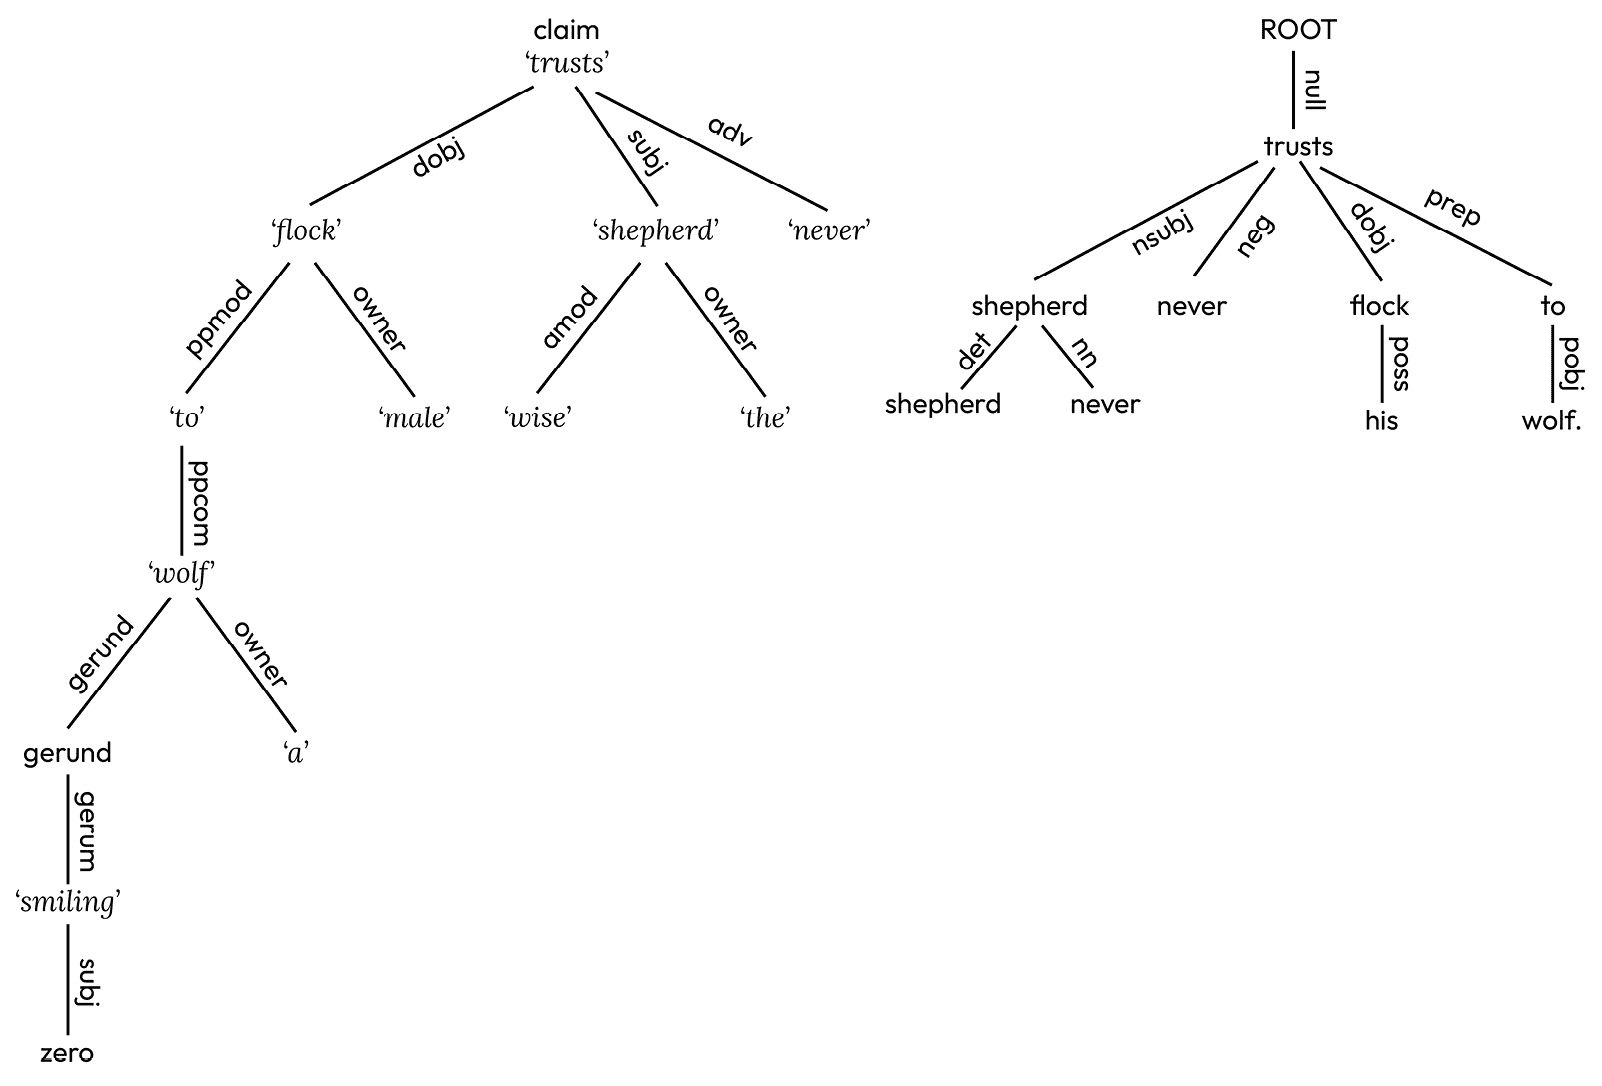 claim
‘trusts’
dobj
subj
adv
‘flock’
‘shepherd’
‘never’
ppmod
owner
amod
owner
‘to’
‘male’
‘wise’
‘the’
ppcom
‘wolf’
gerund
owner
gerund
‘a’
gerum
‘smiling’
subj
zero
ROOT
null
trusts
nsubj
neg
dobj
prep
shepherd
never
flock
to
det
nn
poss
pobj
shepherd
never
his
wolf.